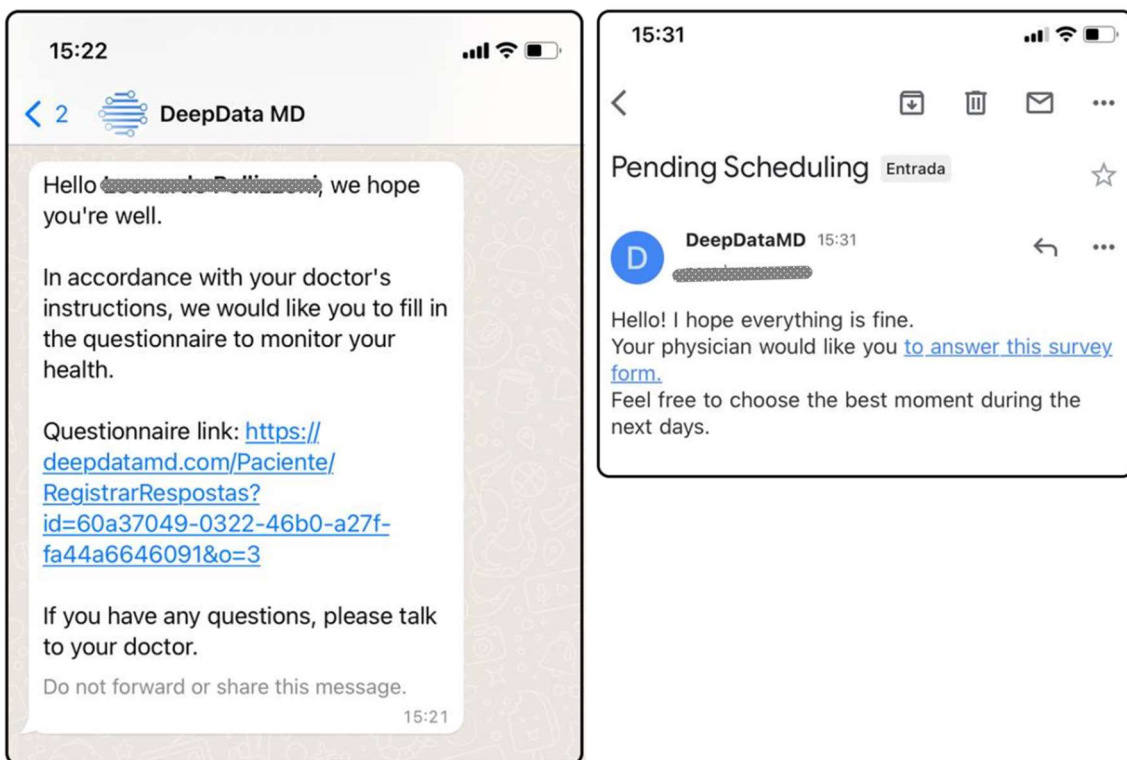 15:22
2
DeepData MD
Hello , we hope
you're well.
In accordance with your doctor's
instructions, we would like you to fill in
the questionnaire to monitor your
health.
Questionnaire link: https://
deepdatamd.com/Paciente/
RegistrarRespostas?
id=60a37049-0322-46b0-a27f-
fa44a6646091&o=3
If you have any questions, please talk
to your doctor.
Do not forward or share this message.
15:21
15:31
Pending Scheduling Entrada
D
DeepDataMD 15:31
Hello! I hope everything is fine.
Your physician would like you to answer this survey
form.
Feel free to choose the best moment during the
next days.